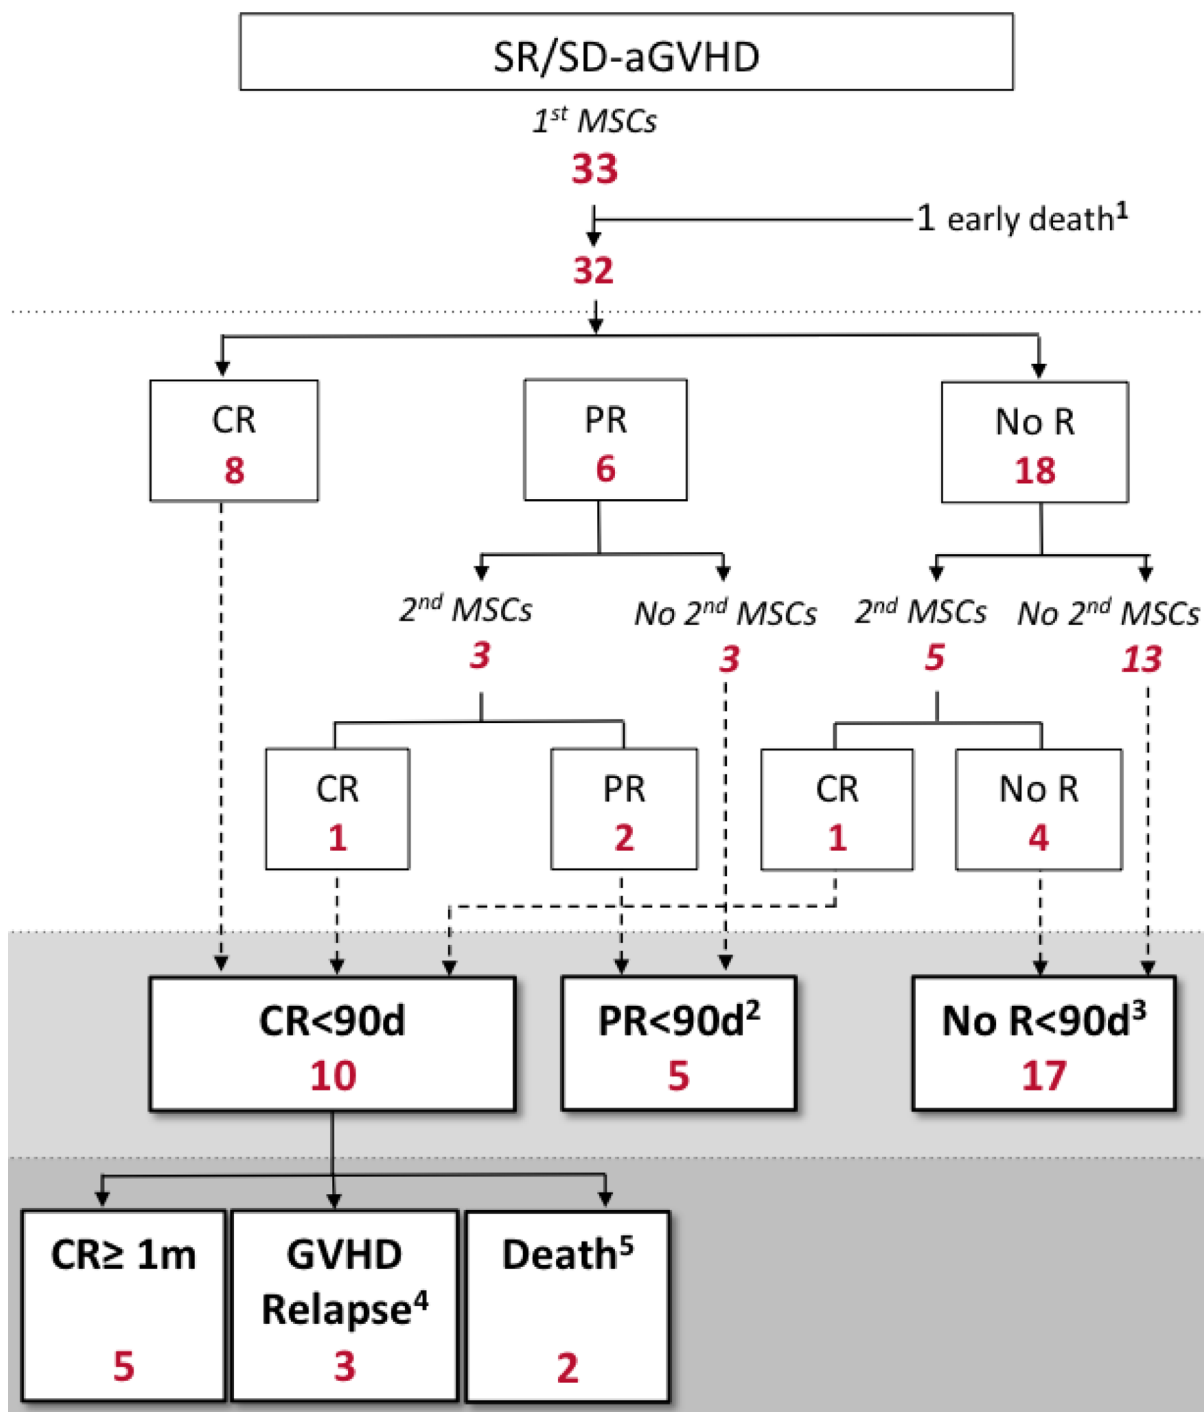 SR/SD-aGVHD
1st MSCs
33
1 early death1
32
CR
8
PR
6
No R
18
2nd MSCs
3
No 2nd MSCs
3
2nd MSCs
5
No 2nd MSCs
13
CR
1
PR
2
CR
1
No R
4
CR<90d
10
PR<90d2
5
No R<90d3
17
CR≥ 1m
5
GVHD
Relapse4
3
Death5
2